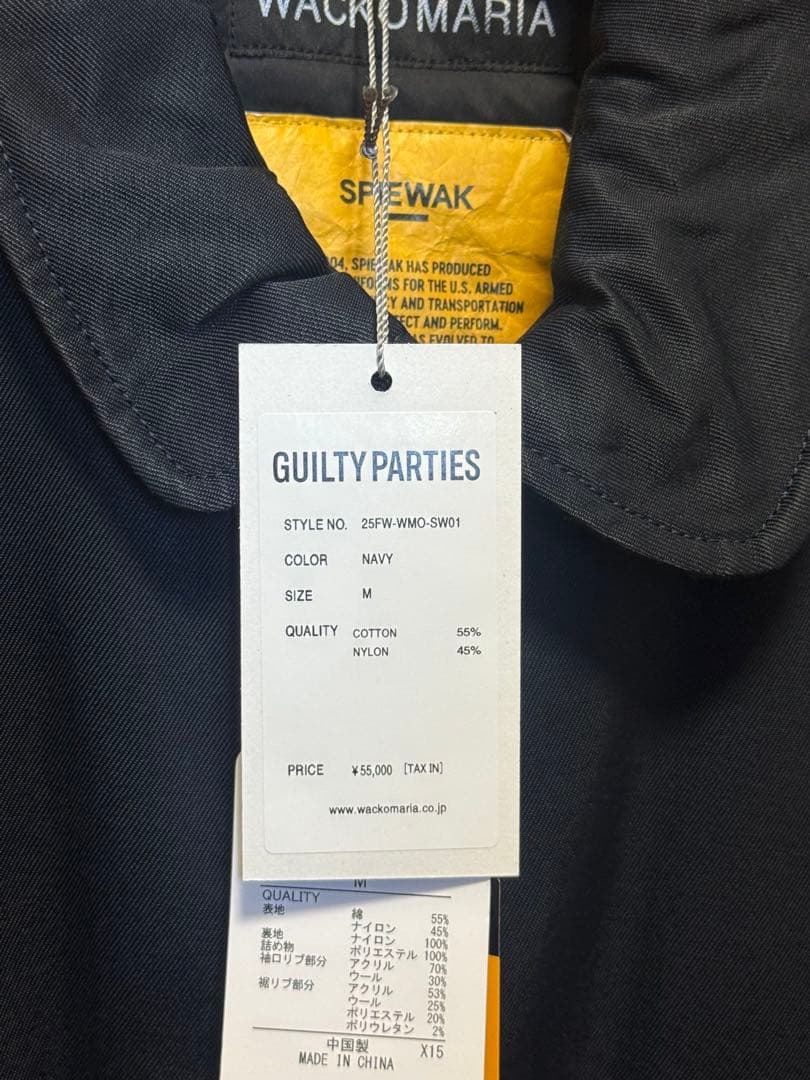 WACKO MARIA
SPIEWAK
04, SPIEWAK HAS PRODUCED
FOR THE U.S. ARMED
AND TRANSPORTATION
AND PERFORM.
EVOLVED TO
GUILTY PARTIES
STYLE NO. 25FW-WMO-SW01
COLOR NAVY
SIZE M
QUALITY COTTON 55%
NYLON 45%
PRICE ¥55,000 [TAX IN]
www.wackomaria.co.jp
M
QUALITY
表地 綿 55%
ナイロン 45%
裏地 ナイロン 100%
詰め物 ポリエステル 100%
袖口リブ部分 アクリル 70%
ウール 30%
裾リブ部分 アクリル 53%
ウール 25%
ポリエステル 20%
ポリウレタン 2%
中国製 X15
MADE IN CHINA